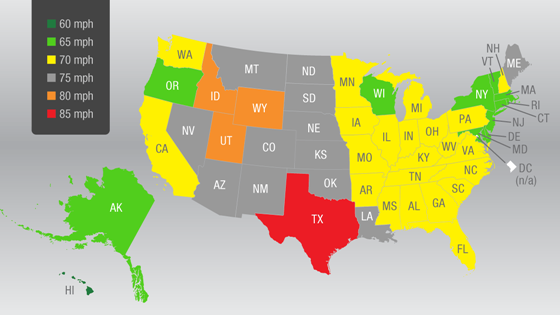 60 mph
65 mph
70 mph
75 mph
80 mph
85 mph
WA
OR
CA
ID
NV
UT
AZ
MT
WY
CO
NM
ND
SD
NE
KS
OK
TX
MN
IA
MO
AR
LA
WI
IL
MI
IN
OH
KY
TN
MS
AL
GA
FL
SC
NC
VA
WV
PA
NY
VT
NH
ME
MA
RI
CT
NJ
DE
MD
DC
(n/a)
AK
HI